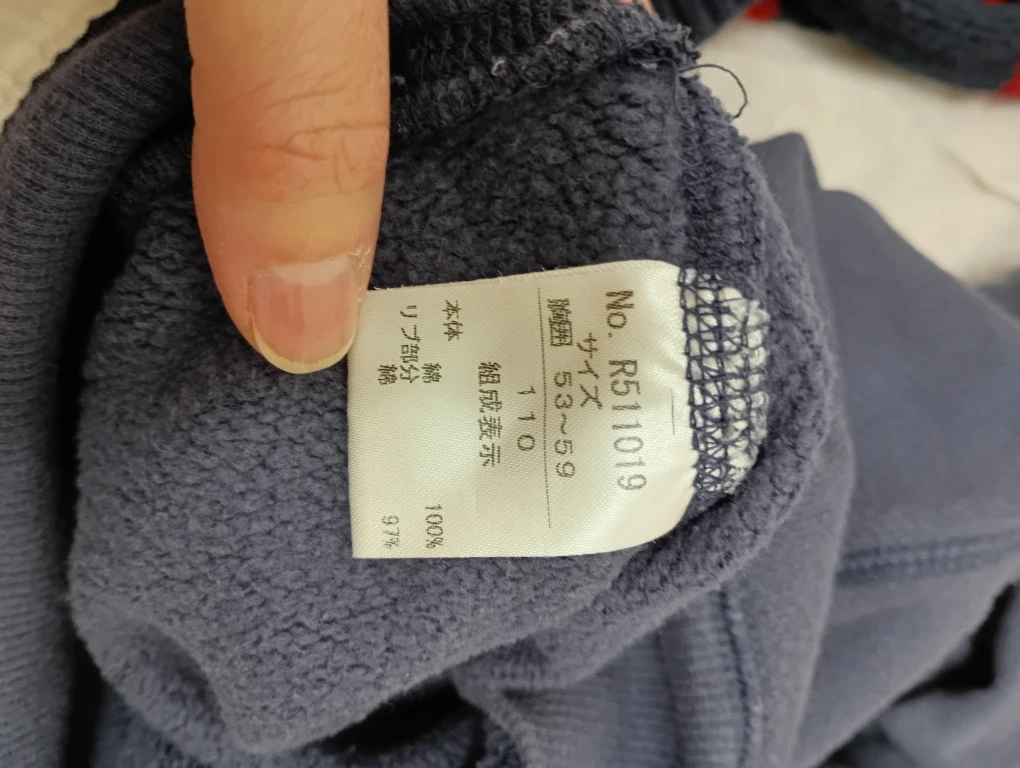 No. R511019
サイズ
胸囲 53~59
110
組成表示
本体
綿 100%
リブ部分
綿 97%